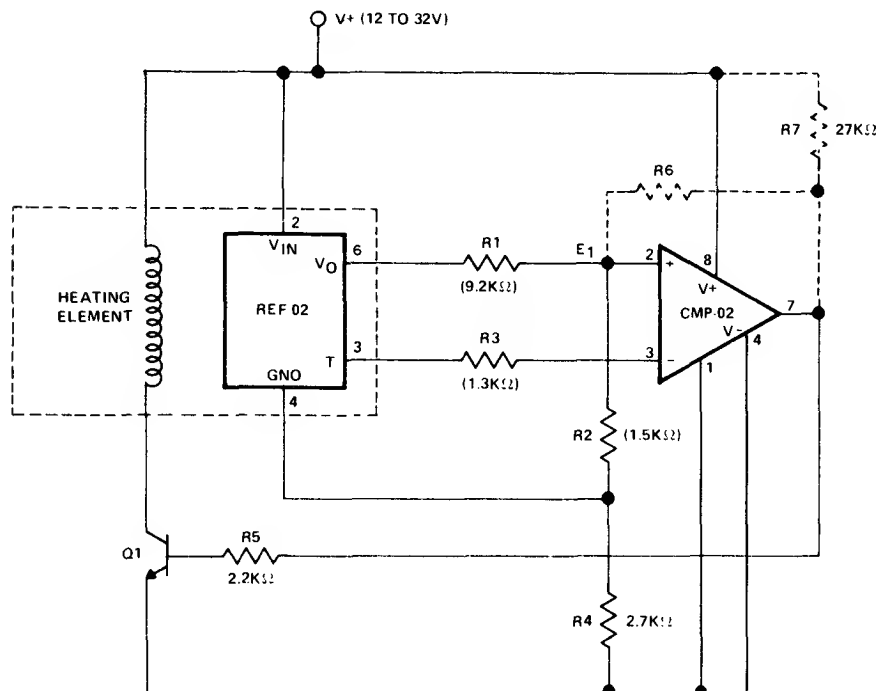 V+ (12 TO 32V)
R7 27KΩ
R6
2
VIN
6
VO
R1
(9.2KΩ)
E1
2
+
8
V+
HEATING
ELEMENT
REF 02
CMP-02
7
V-
4
3
T
R3
(1.3KΩ)
3
-
1
GNO
4
R2 (1.5KΩ)
Q1
R5
2.2KΩ
R4 2.7KΩ